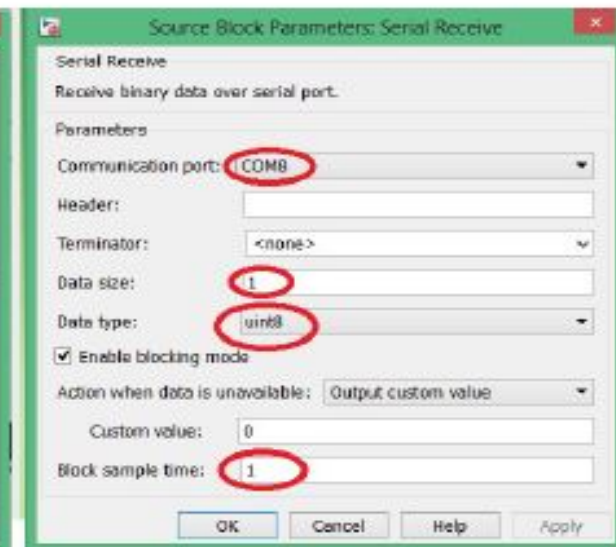 Source Block Parameters: Serial Receive
Serial Receive
Receive binary data over serial port.
Parameters
Communication port: COM8
Header:
Terminator: <none>
Data size: 1
Data type: uint8
Enable blocking mode
Action when data is unavailable: Output custom value
Custom value: 0
Block sample time: 1
OK Cancel Help Apply